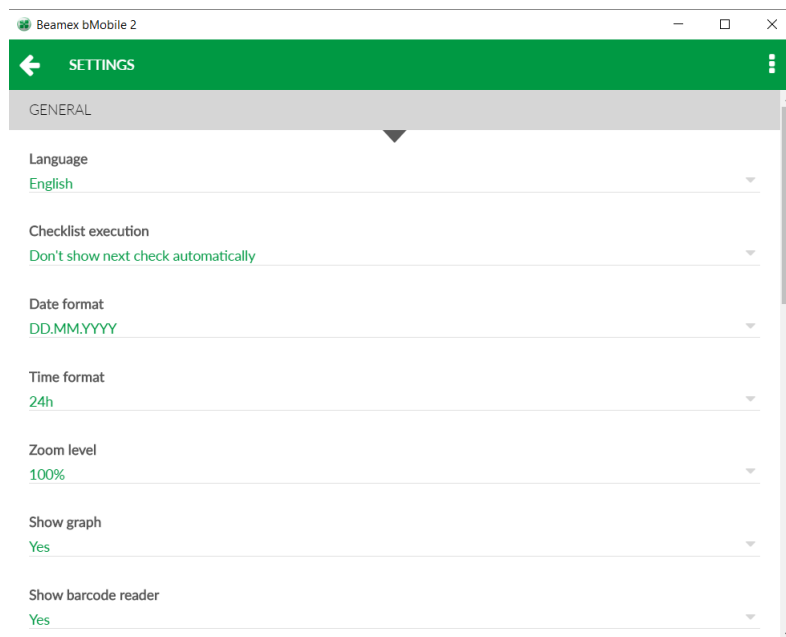 Beamex bMobile 2
SETTINGS
GENERAL
Language
English
Checklist execution
Don't show next check automatically
Date format
DD.MM.YYYY
Time format
24h
Zoom level
100%
Show graph
Yes
Show barcode reader
Yes